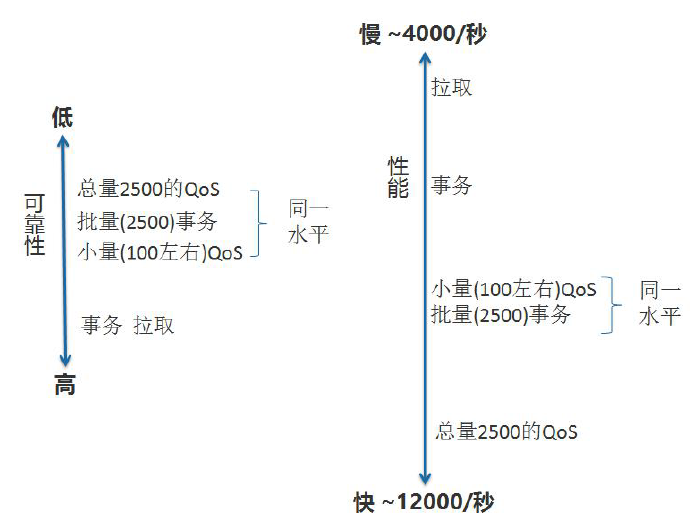 低
可靠性
总量2500的QoS
批量(2500)事务
小量(100左右)QoS
同一
水平
事务 拉取
高
慢 ~4000/秒
拉取
性能
事务
小量(100左右)QoS
批量(2500)事务
同一
水平
总量2500的QoS
快 ~12000/秒